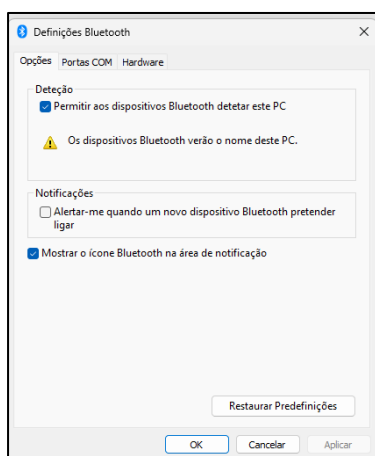 Definições Bluetooth
Opções Portas COM Hardware
Deteção
Permitir aos dispositivos Bluetooth detetar este PC
Os dispositivos Bluetooth verão o nome deste PC.
Notificações
Alertar-me quando um novo dispositivo Bluetooth pretender
ligar
Mostrar o ícone Bluetooth na área de notificação
Restaurar Predefinições
OK Cancelar Aplicar